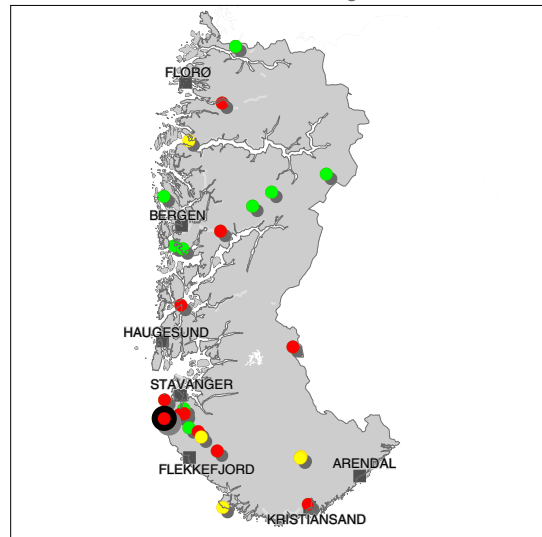 FLORØ
BERGEN
HAUGESUND
STAVANGER
FLEKKEFJORD
ARENDAL
KRISTIANSAND